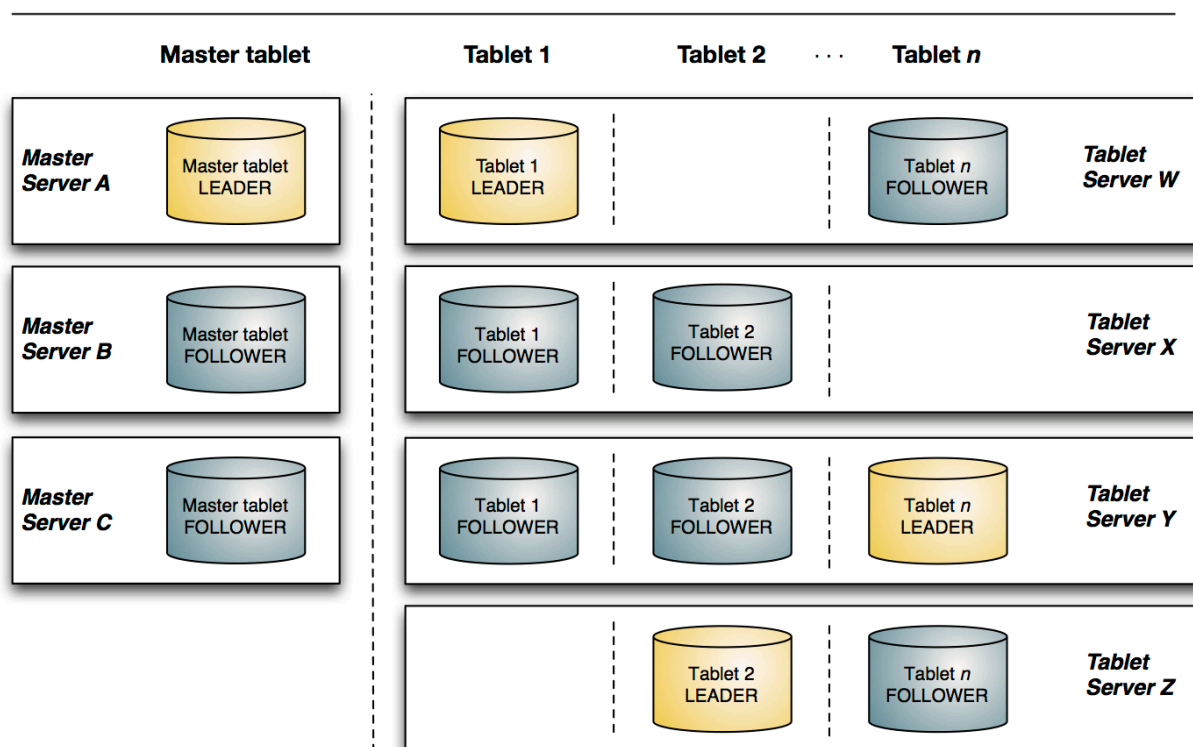 Master tablet
Tablet 1
Tablet 2
. . .
Tablet n
Master
Server A
Master tablet
LEADER
Tablet 1
LEADER
Tablet n
FOLLOWER
Tablet
Server W
Master
Server B
Master tablet
FOLLOWER
Tablet 1
FOLLOWER
Tablet 2
FOLLOWER
Tablet
Server X
Master
Server C
Master tablet
FOLLOWER
Tablet 1
FOLLOWER
Tablet 2
FOLLOWER
Tablet n
LEADER
Tablet
Server Y
Tablet 2
LEADER
Tablet n
FOLLOWER
Tablet
Server Z